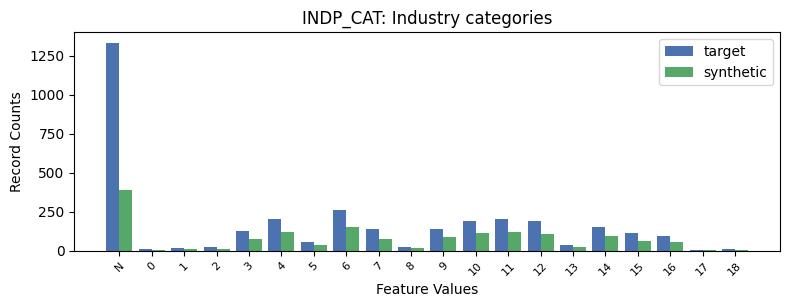 INDP_CAT: Industry categories
target
synthetic
Record Counts
1250
1000
750
500
250
0
N 0 1 2 3 4 5 6 7 8 9 10 11 12 13 14 15 16 17 18
Feature Values